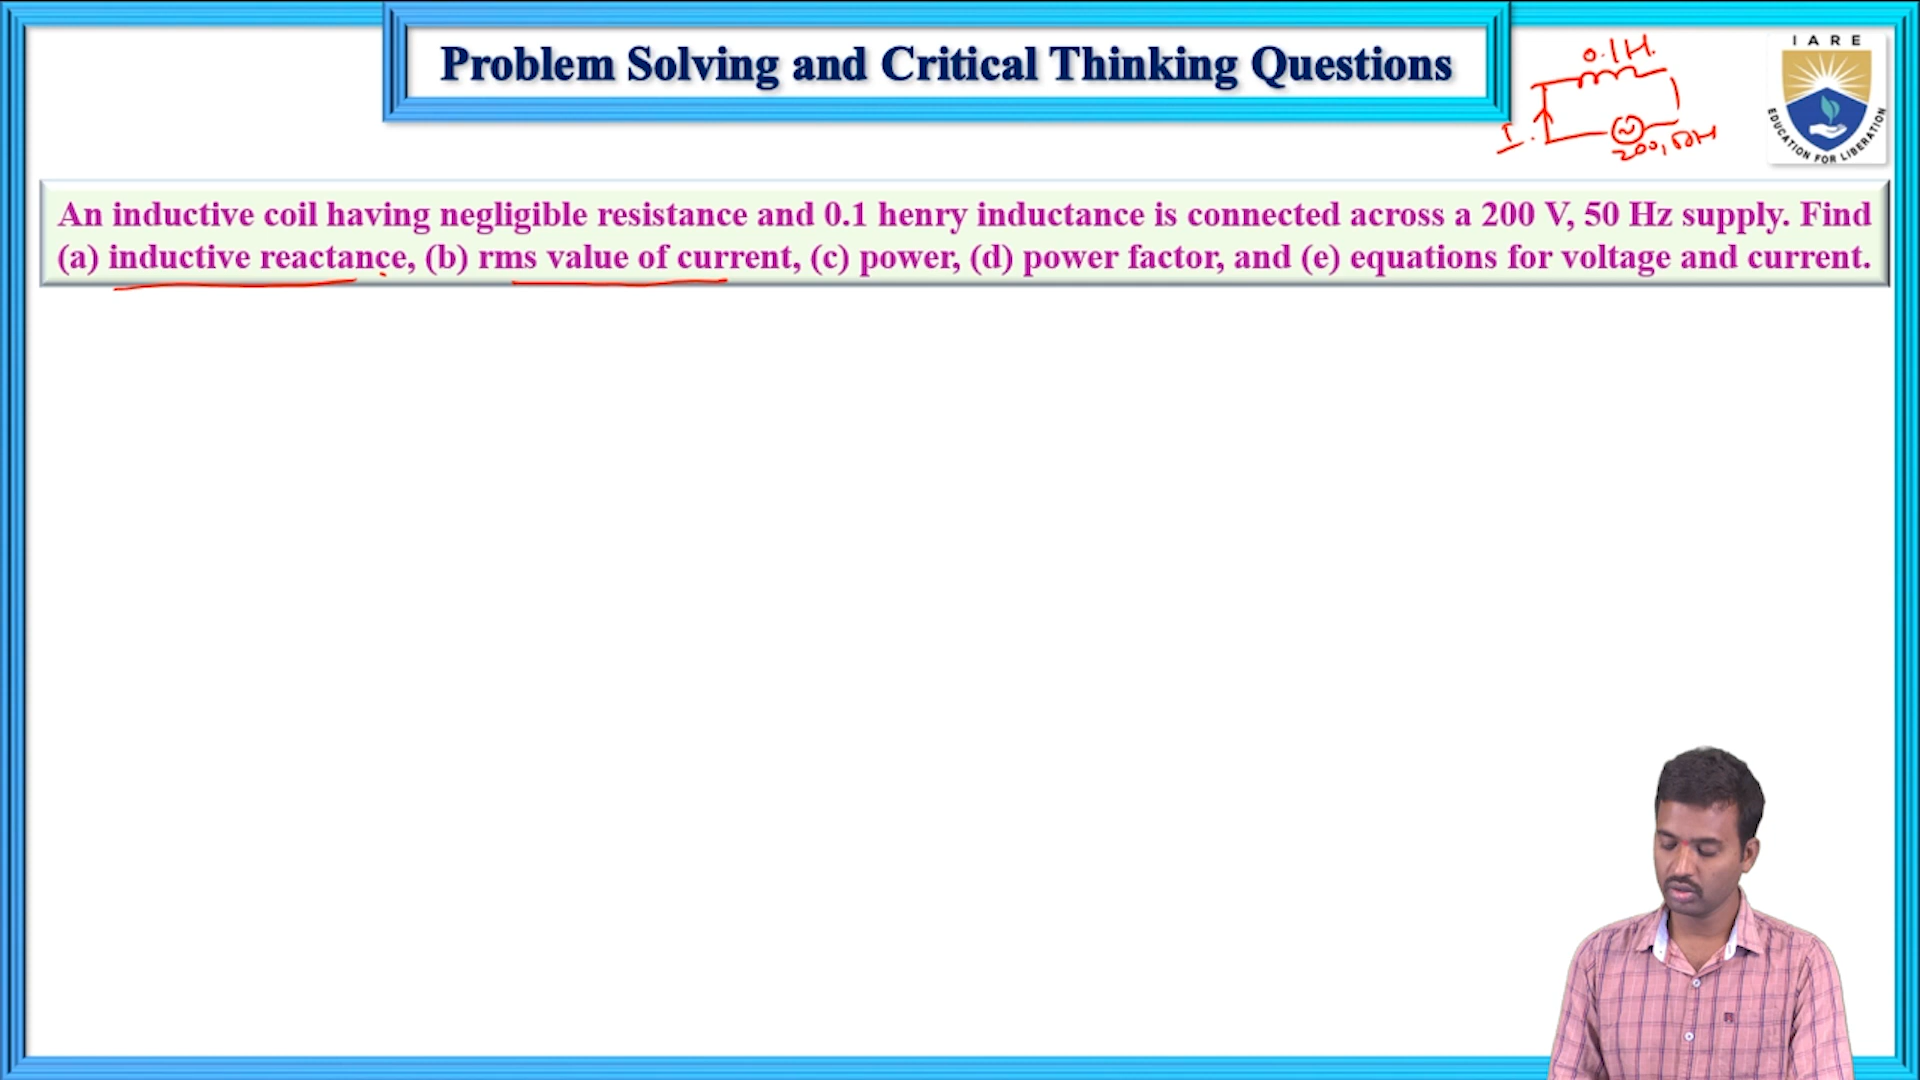 Problem Solving and Critical Thinking Questions
0.1H.
I.
IARE
EDUCATION FOR LIBERATION
An inductive coil having negligible resistance and 0.1 henry inductance is connected across a 200 V, 50 Hz supply. Find
(a) inductive reactance, (b) rms value of current, (c) power, (d) power factor, and (e) equations for voltage and current.